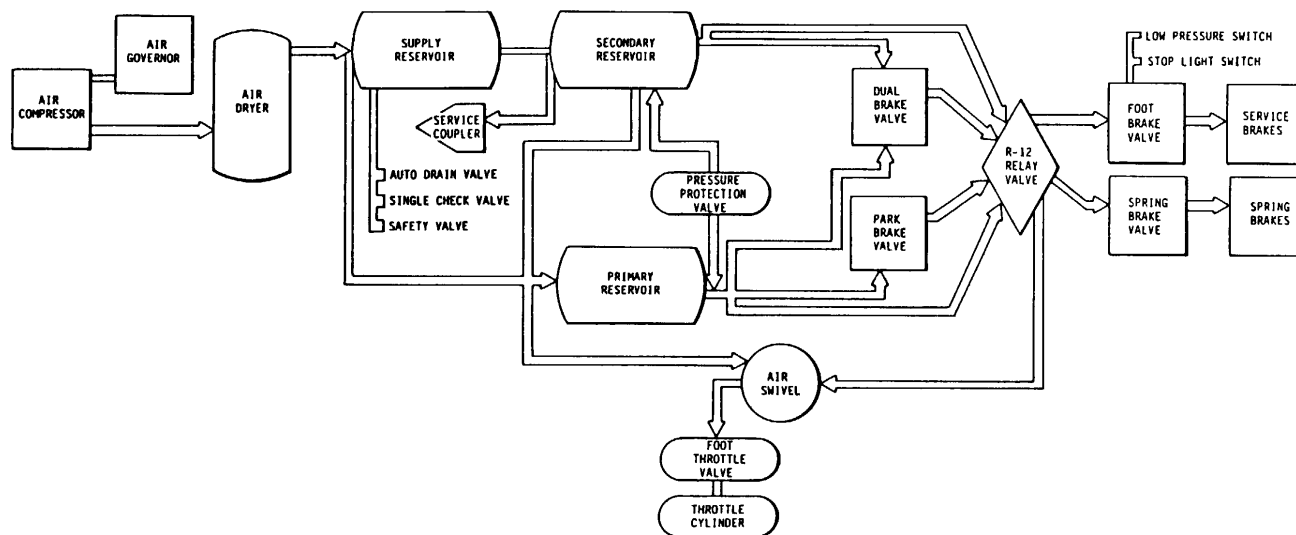 AIR
GOVERNOR
AIR
COMPRESSOR
AIR
DRYER
SUPPLY
RESERVOIR
SECONDARY
RESERVOIR
SERVICE
COUPLER
AUTO DRAIN VALVE
SINGLE CHECK VALVE
SAFETY VALVE
PRESSURE
PROTECTION
VALVE
PRIMARY
RESERVOIR
DUAL
BRAKE
VALVE
PARK
BRAKE
VALVE
R-12
RELAY
VALVE
LOW PRESSURE SWITCH
STOP LIGHT SWITCH
FOOT
BRAKE
VALVE
SERVICE
BRAKES
SPRING
BRAKE
VALVE
SPRING
BRAKES
AIR
SWIVEL
FOOT
THROTTLE
VALVE
THROTTLE
CYLINDER